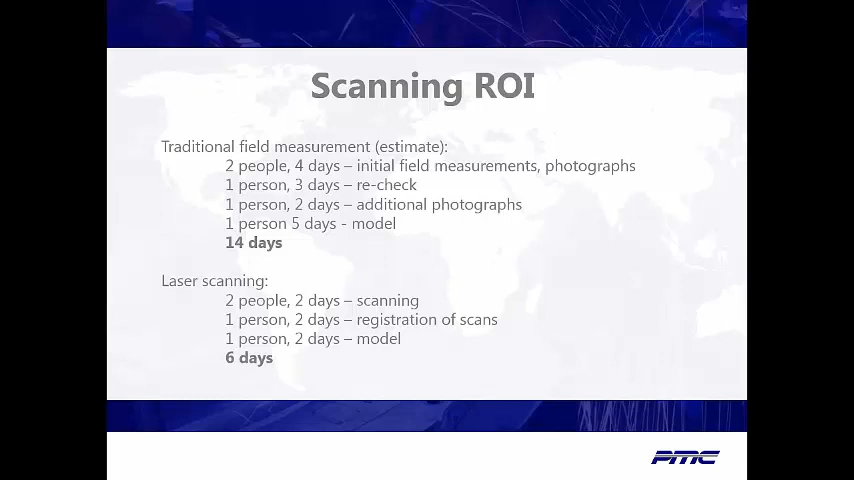 Scanning ROI
Traditional field measurement (estimate):
2 people, 4 days – initial field measurements, photographs
1 person, 3 days – re-check
1 person, 2 days – additional photographs
1 person 5 days - model
14 days
Laser scanning:
2 people, 2 days – scanning
1 person, 2 days – registration of scans
1 person, 2 days – model
6 days
PMC